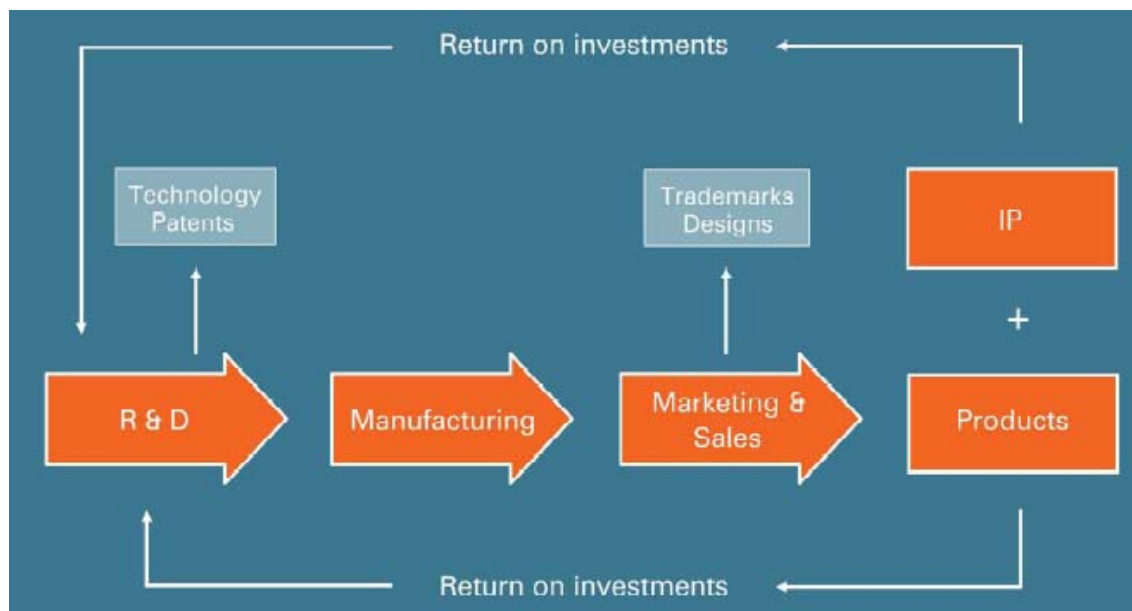 Return on investments
Technology
Patents
Trademarks
Designs
IP
+
R & D
Manufacturing
Marketing &
Sales
Products
Return on investments